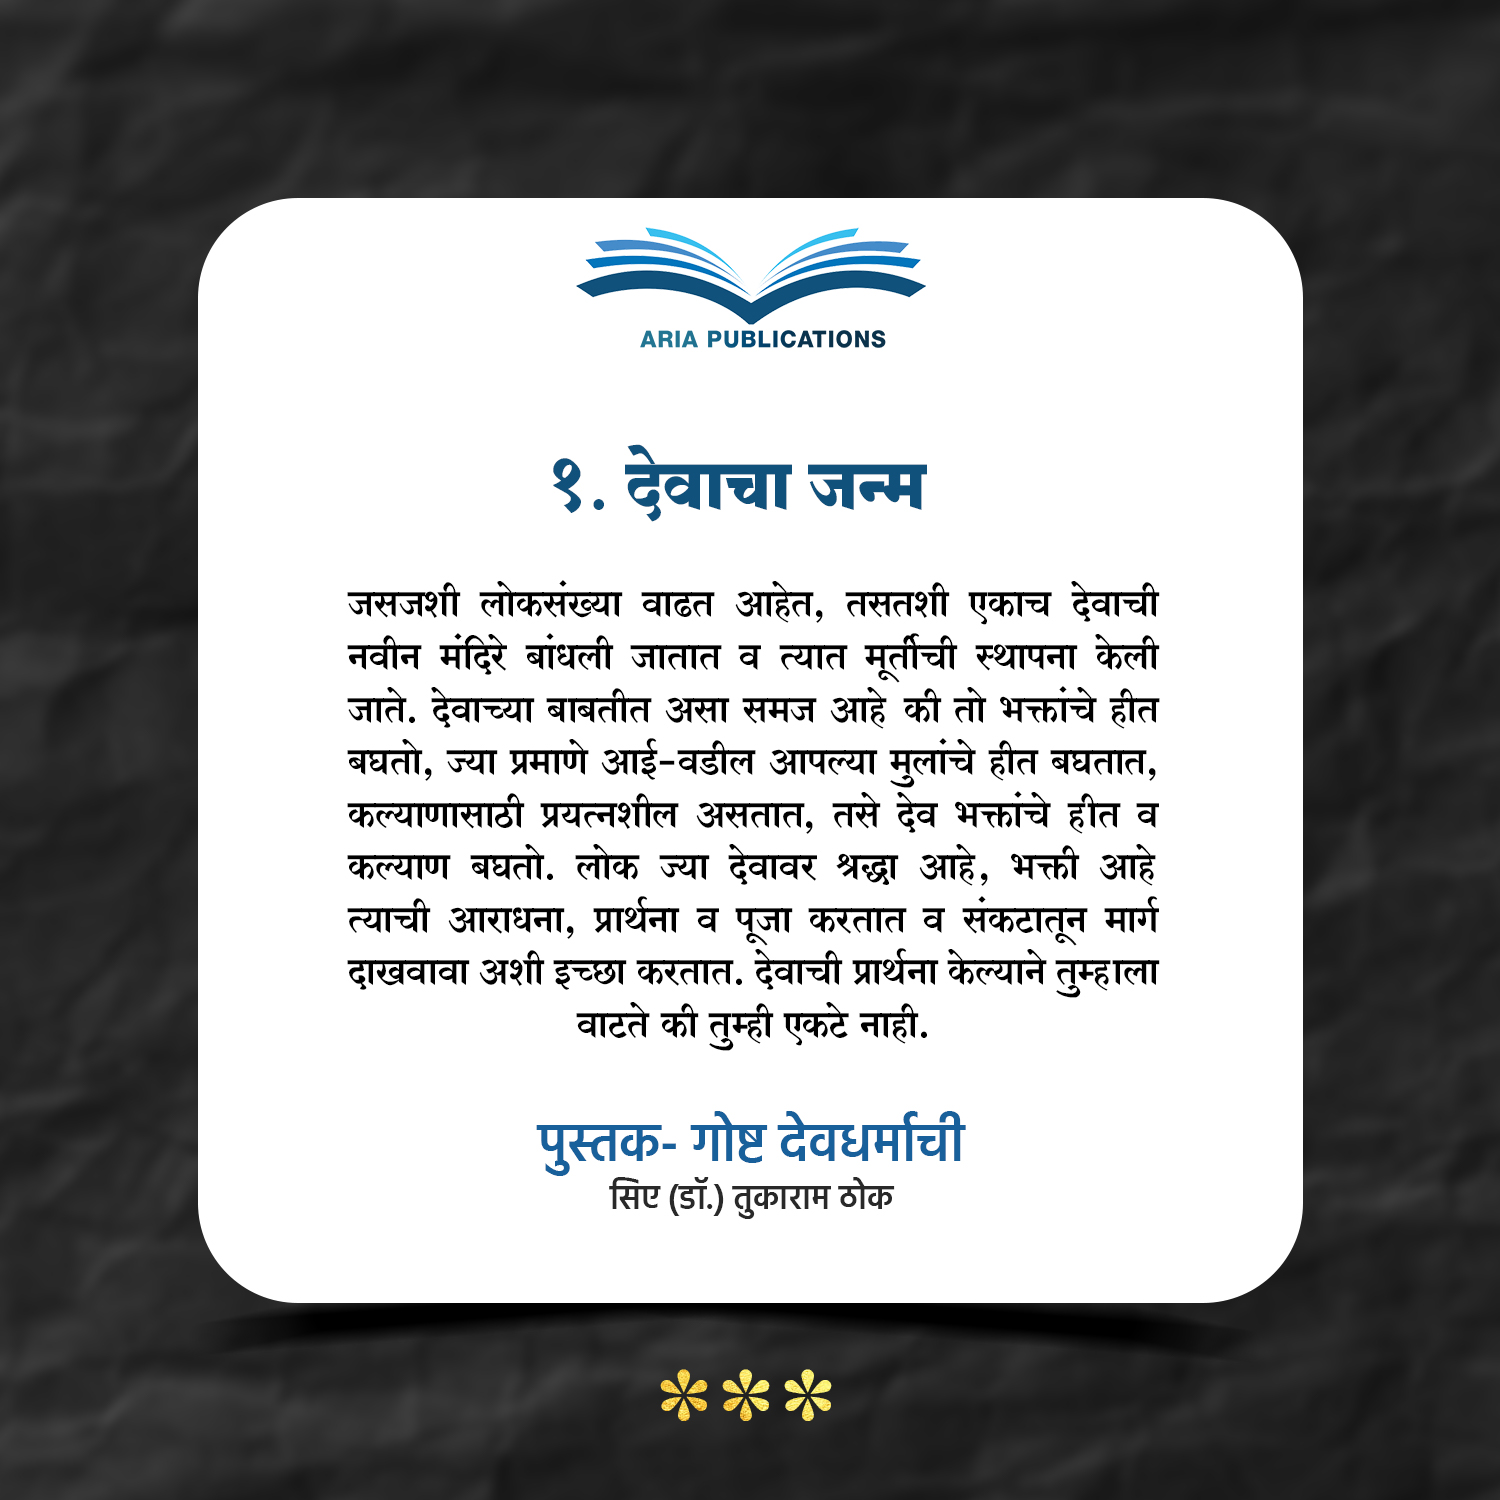 ARIA PUBLICATIONS
१. देवाचा जन्म
जसजशी लोकसंख्या वाढत आहेत, तसतशी एकाच देवाची
नवीन मंदिरे बांधली जातात व त्यात मूर्तीची स्थापना केली
जाते. देवाच्या बाबतीत असा समज आहे की तो भक्तांचे हीत
बघतो, ज्या प्रमाणे आई-वडील आपल्या मुलांचे हीत बघतात,
कल्याणासाठी प्रयत्नशील असतात, तसे देव भक्तांचे हीत व
कल्याण बघतो. लोक ज्या देवावर श्रद्धा आहे, भक्ती आहे
त्याची आराधना, प्रार्थना व पूजा करतात व संकटातून मार्ग
दाखवावा अशी इच्छा करतात. देवाची प्रार्थना केल्याने तुम्हाला
वाटते की तुम्ही एकटे नाही.
पुस्तक- गोष्ट देवधर्माची
सिए (डॉ.) तुकाराम ठोक